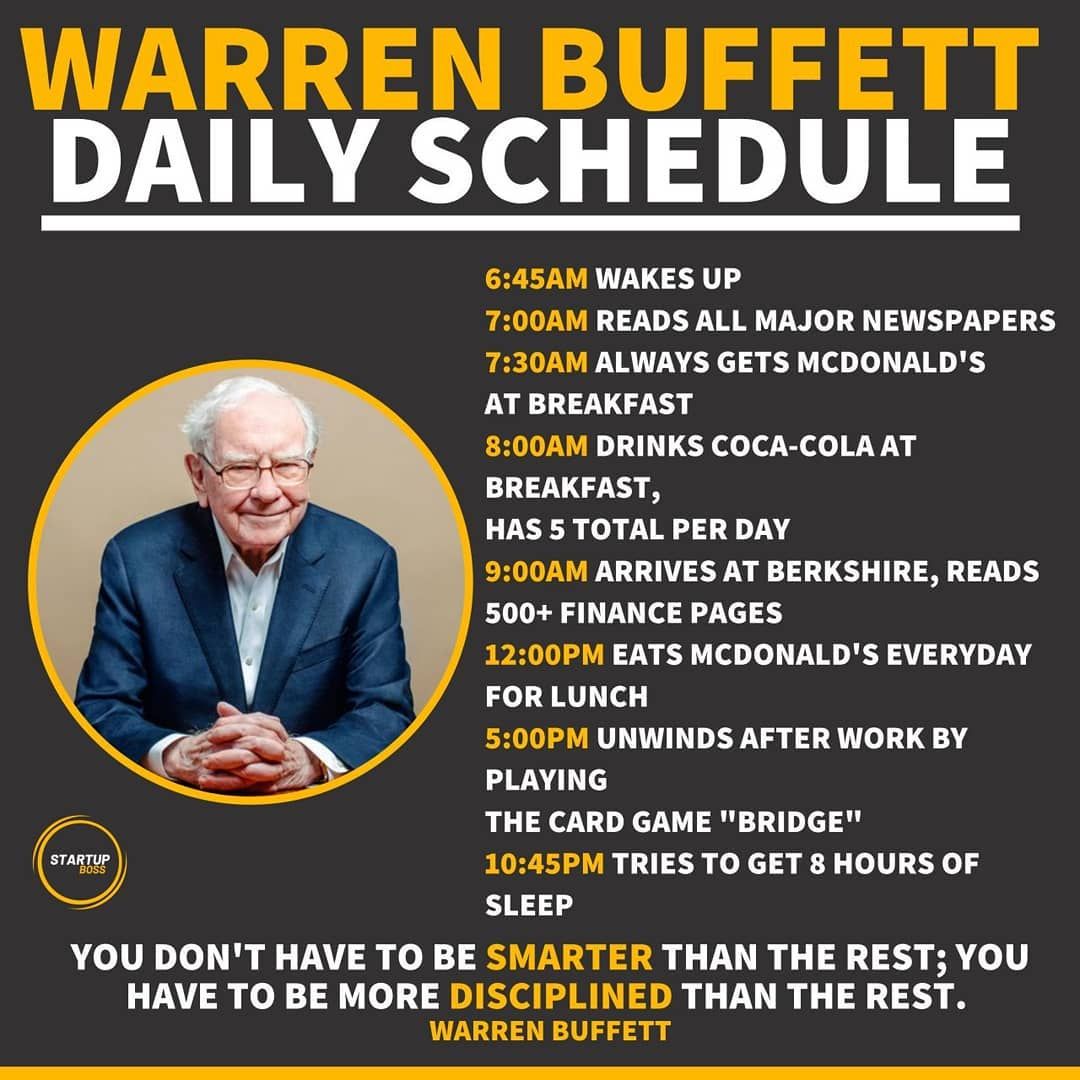 WARREN BUFFETT
DAILY SCHEDULE
6:45AM WAKES UP
7:00AM READS ALL MAJOR NEWSPAPERS
7:30AM ALWAYS GETS MCDONALD'S
AT BREAKFAST
8:00AM DRINKS COCA-COLA AT
BREAKFAST,
HAS 5 TOTAL PER DAY
9:00AM ARRIVES AT BERKSHIRE, READS
500+ FINANCE PAGES
12:00PM EATS MCDONALD'S EVERYDAY
FOR LUNCH
5:00PM UNWINDS AFTER WORK BY
PLAYING
THE CARD GAME "BRIDGE"
10:45PM TRIES TO GET 8 HOURS OF
SLEEP
STARTUP
BOSS
YOU DON'T HAVE TO BE SMARTER THAN THE REST; YOU
HAVE TO BE MORE DISCIPLINED THAN THE REST.
WARREN BUFFETT